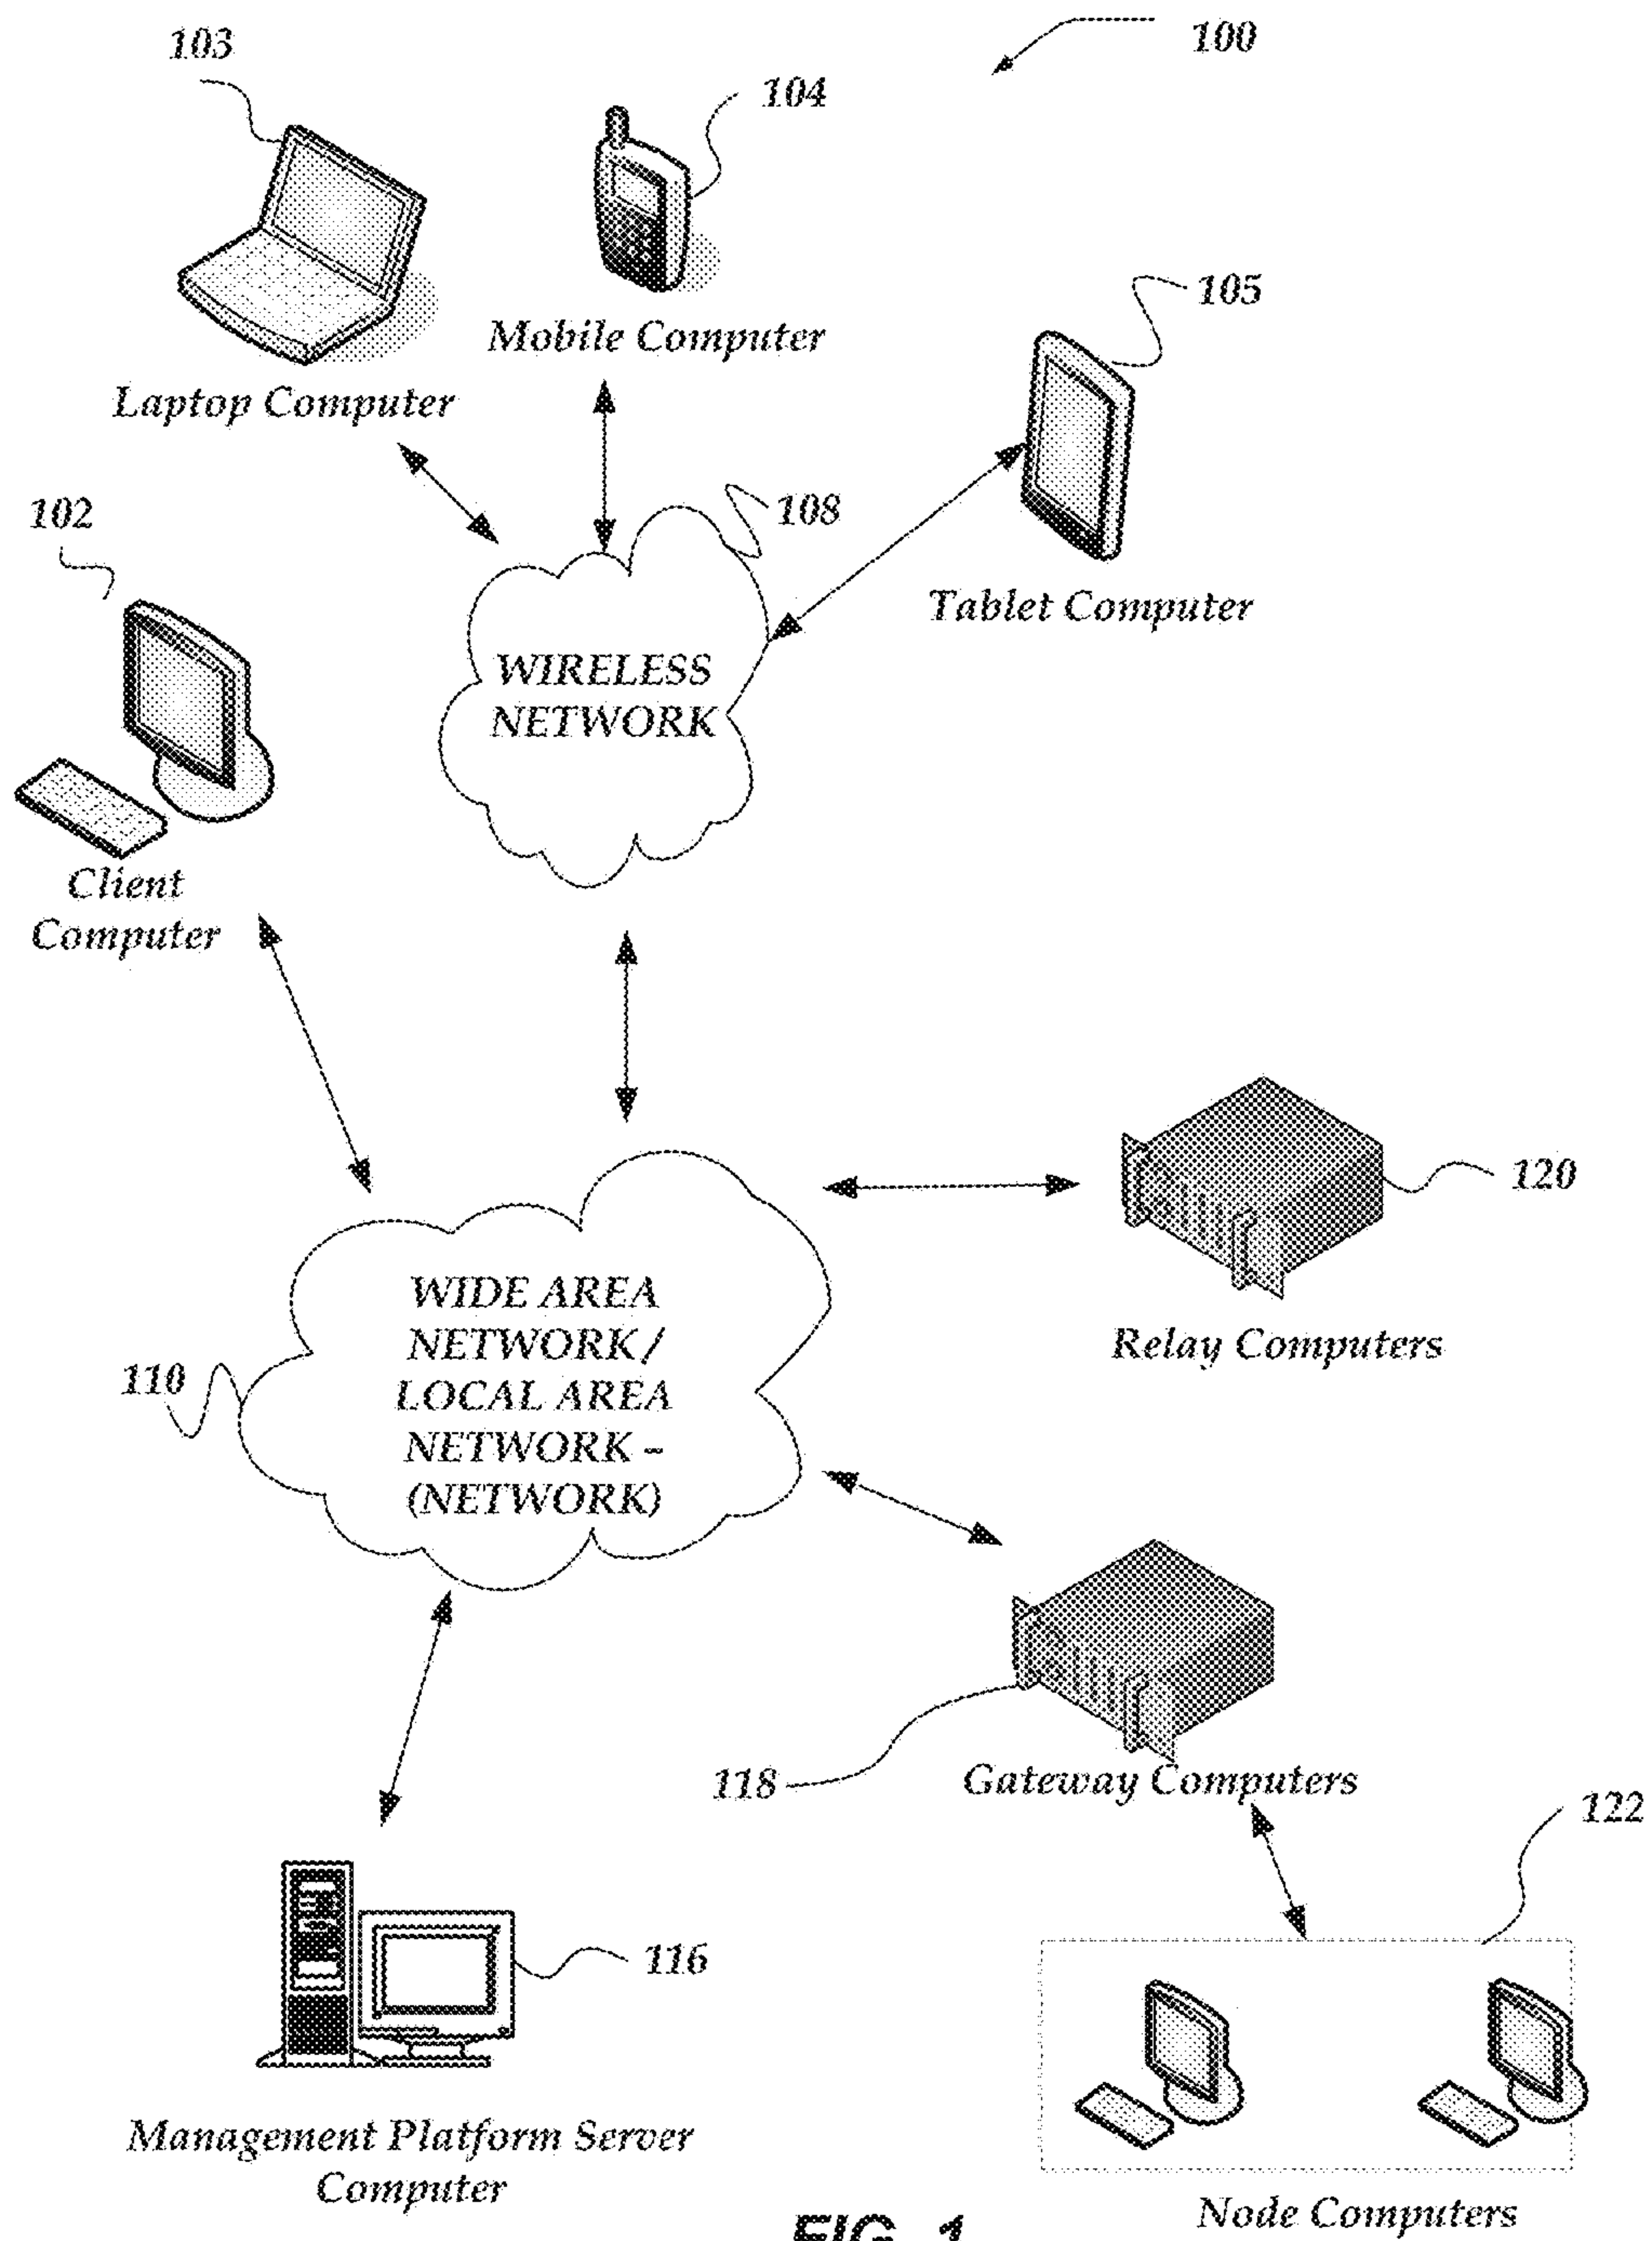 103
100
104
105
Mobile Computer
Laptop Computer
102
108
Tablet Computer
WIRELESS
NETWORK
Client
Computer
120
WIDE AREA
NETWORK /
LOCAL AREA
NETWORK –
(NETWORK)
Relay Computers
110
118
Gateway Computers
122
116
Management Platform Server
Computer
Node Computers
FIG. 1